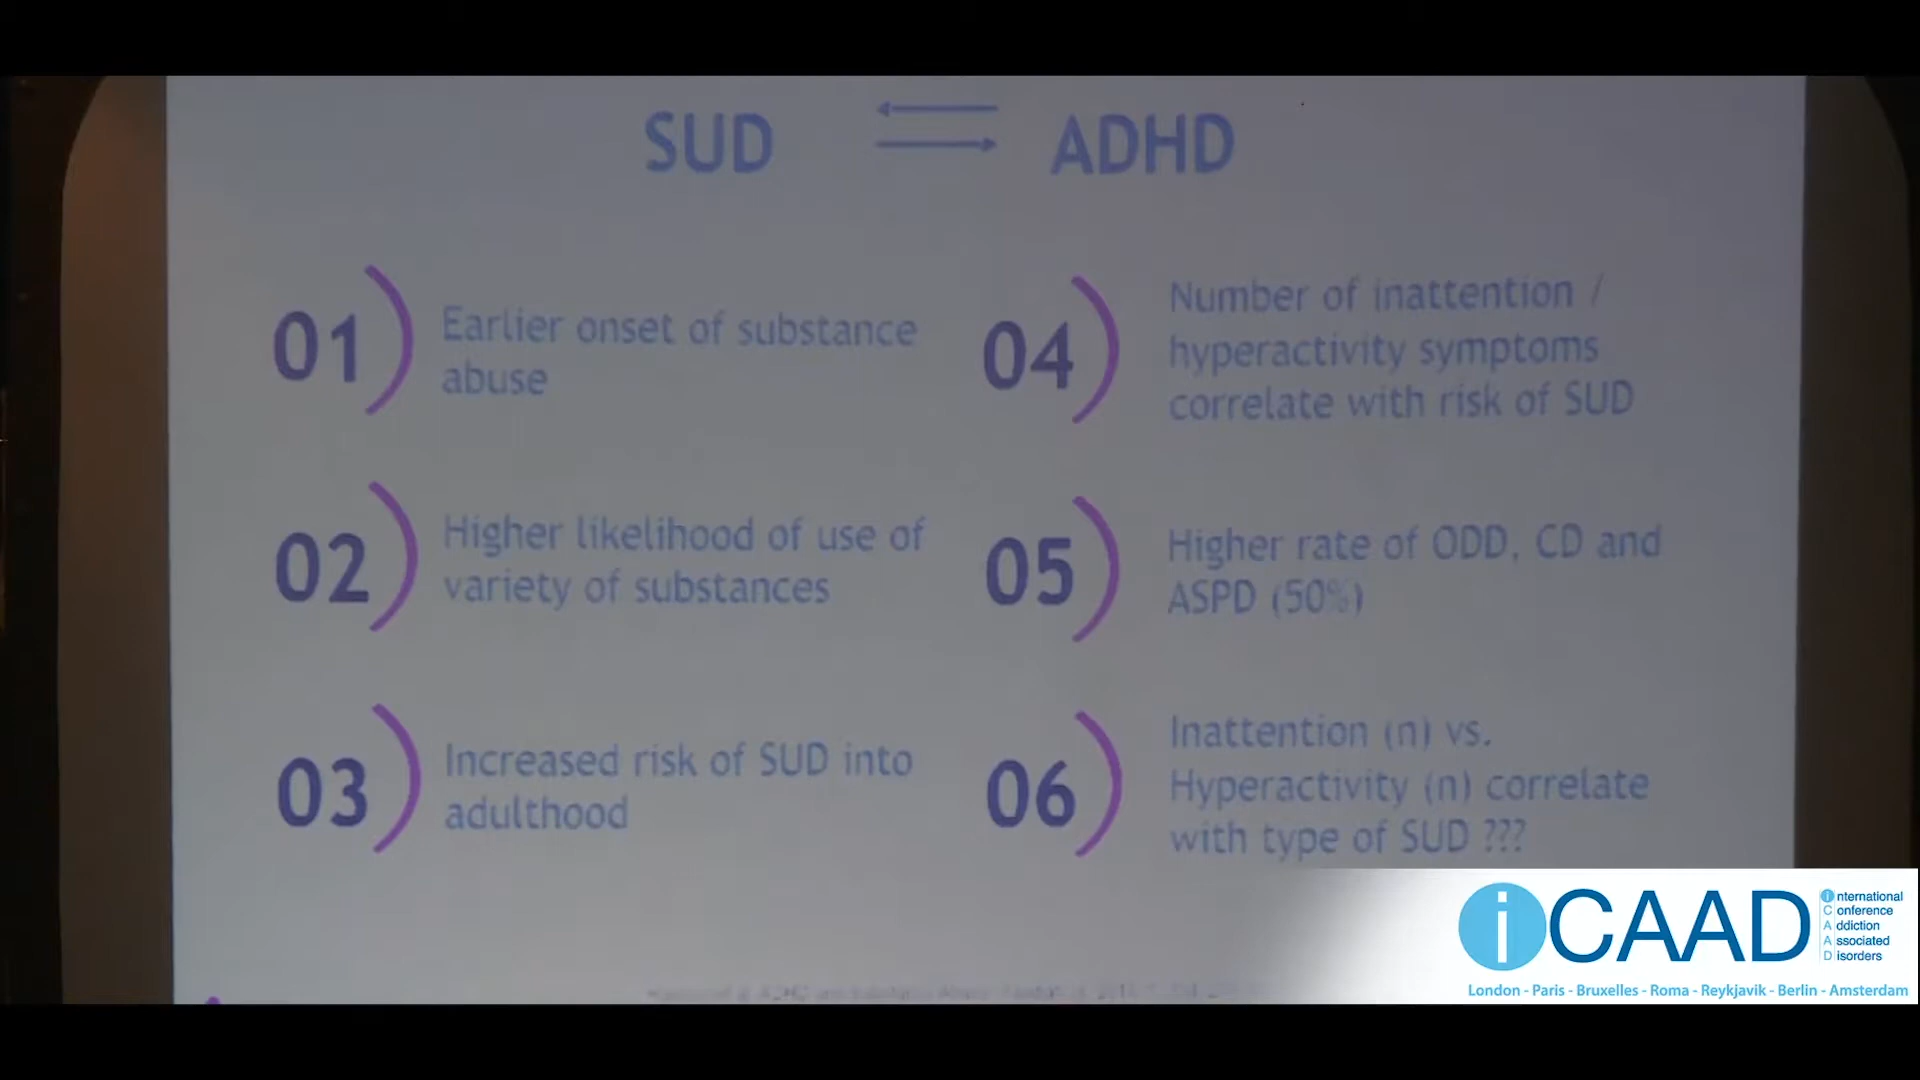 SUD ADHD
01
Earlier onset of substance
abuse
02
Higher likelihood of use of
variety of substances
03
Increased risk of SUD into
adulthood
04
Number of inattention /
hyperactivity symptoms
correlate with risk of SUD
05
Higher rate of ODD, CD and
ASPD (50%)
06
Inattention (n) vs.
Hyperactivity (n) correlate
with type of SUD ???
iCAAD
international
Conference
Addiction
Associated
Disorders
London - Paris - Bruxelles - Roma - Reykjavik - Berlin - Amsterdam